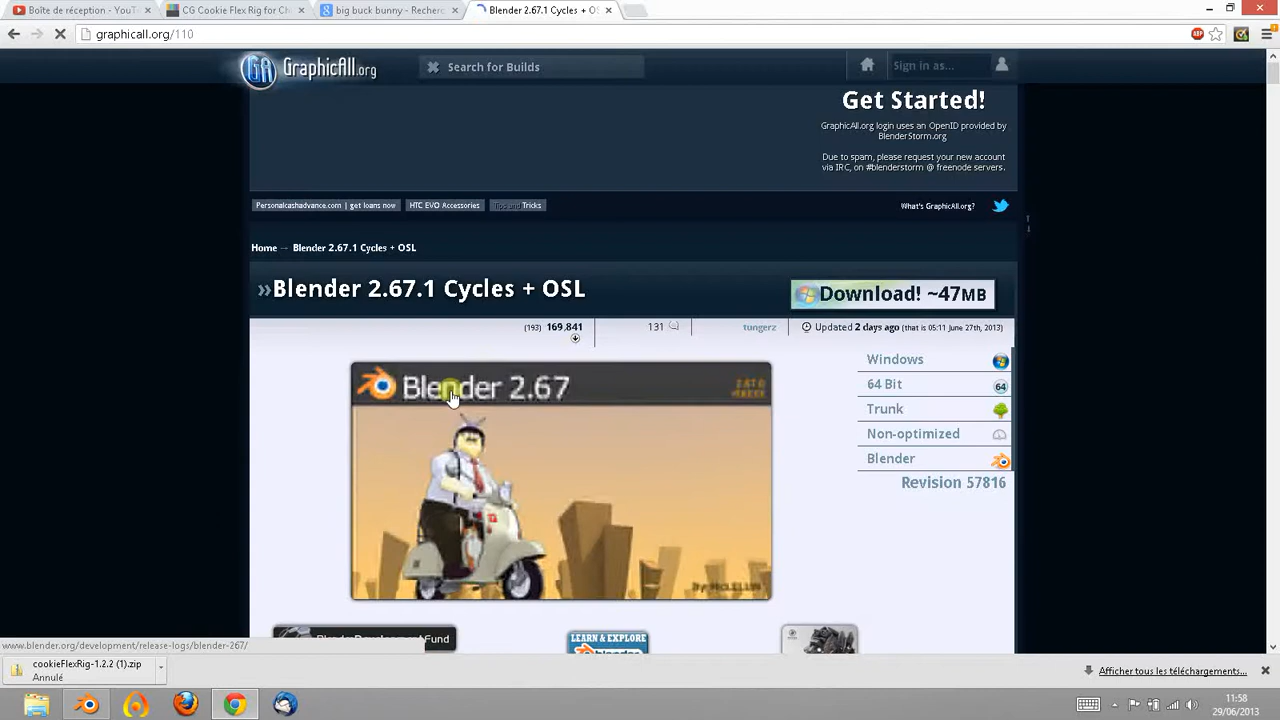 Boîte de réception - YouT
CG Cookie Flex Rig for Ch
big buck bunny - Recherc
Blender 2.67.1 Cycles + OS
graphicall.org/110
GraphicAll.org
Search for Builds
Sign in as...
Get Started!
GraphicAll.org login uses an OpenID provided by
BlenderStorm.org
Due to spam, please request your new account
via IRC, on #blenderstorm @ freenode servers.
Personalcashadvance.com | get loans now
HTC EVO Accessories
Tips and Tricks
What's GraphicAll.org?
Home → Blender 2.67.1 Cycles + OSL
»Blender 2.67.1 Cycles + OSL
Download! ~47MB
(193) 169,841
131
tungerz
Updated 2 days ago (that is 05:11 June 27th, 2013)
Windows
64 Bit
64
Trunk
Non-optimized
Blender
Revision 57816
Blender 2.67
Fund
LEARN & EXPLORE
blender
www.blender.org/development/release-logs/blender-267/
cookieFlexRig-1.2.2 (1).zip
Annulé
Afficher tous les téléchargements...
11:58
29/06/2013